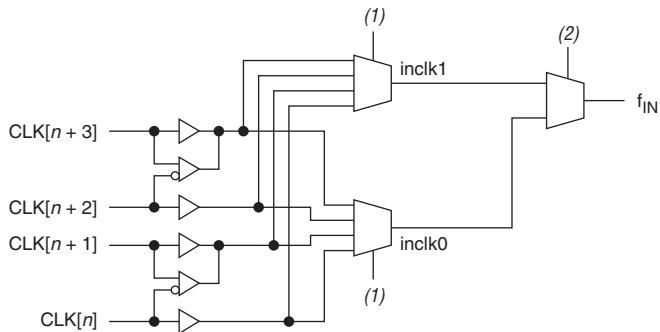 (1)
(2)
inclk1
f_IN
CLK[n + 3]
CLK[n + 2]
CLK[n + 1]
inclk0
(1)
CLK[n]